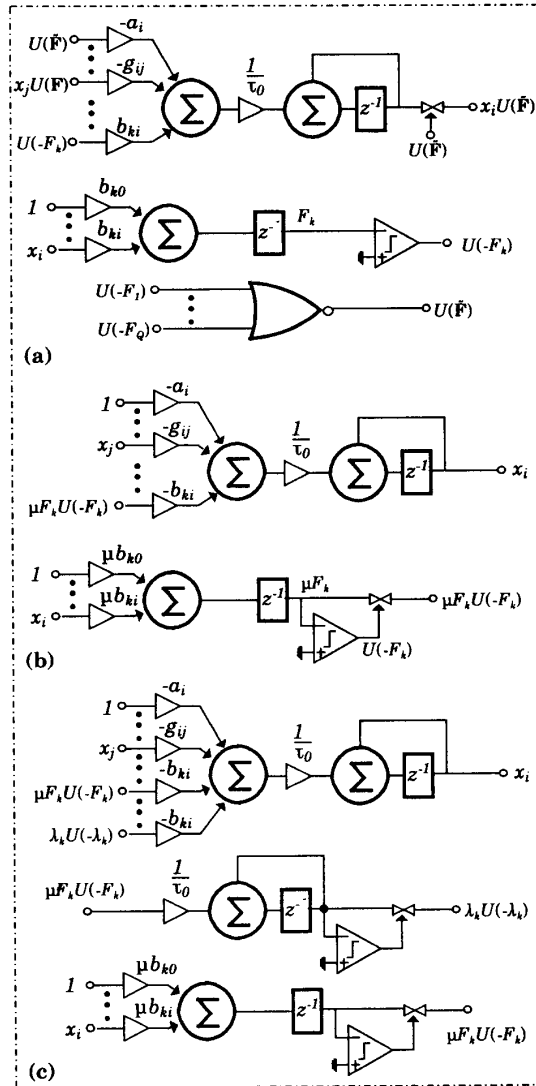 U(F̃) -a_i
x_jU(F) -g_ij
U(-F_k) b_ki
Σ 1/τ_0 Σ z⁻¹ x_iU(F̃)
U(F̃)
1 b_k0
x_i b_ki
Σ z⁻ F_k U(-F_k)
U(-F_1)
U(-F_Q)
U(F̃)
(a)
1 -a_i
x_j -g_ij
μF_kU(-F_k) -b_ki
Σ 1/τ_0 Σ z⁻¹ x_i
1 μb_k0
x_i μb_ki
Σ z⁻¹ μF_k μF_kU(-F_k)
U(-F_k)
(b)
1 -a_i
x_j -g_ij
μF_kU(-F_k) -b_ki
λ_kU(-λ_k) -b_ki
Σ 1/τ_0 Σ z⁻¹ x_i
μF_kU(-F_k) 1/τ_0 Σ z⁻ λ_kU(-λ_k)
1 μb_k0
x_i μb_ki
Σ z⁻¹ μF_kU(-F_k)
(c)